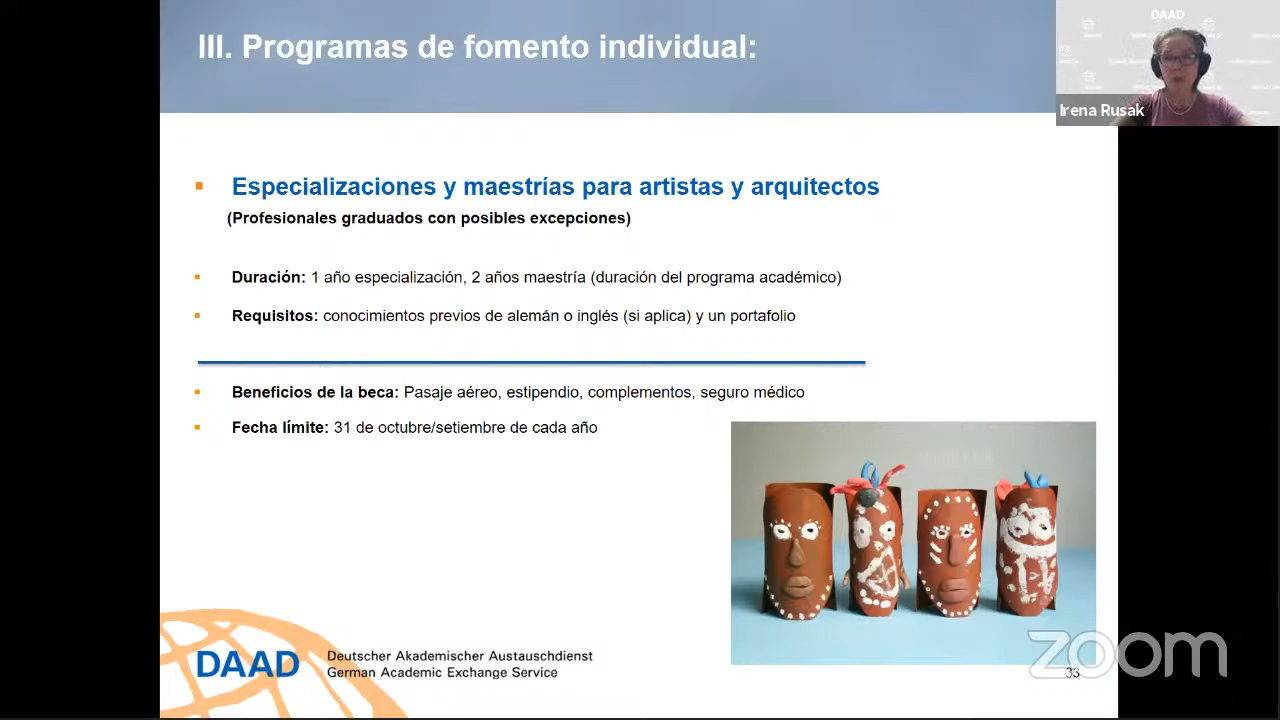 III. Programas de fomento individual:
DAAD
Irena Rusak
Especializaciones y maestrías para artistas y arquitectos
(Profesionales graduados con posibles excepciones)
Duración: 1 año especialización, 2 años maestría (duración del programa académico)
Requisitos: conocimientos previos de alemán o inglés (si aplica) y un portafolio
Beneficios de la beca: Pasaje aéreo, estipendio, complementos, seguro médico
Fecha límite: 31 de octubre/setiembre de cada año
DAAD
Deutscher Akademischer Austauschdienst
German Academic Exchange Service
zoom
33